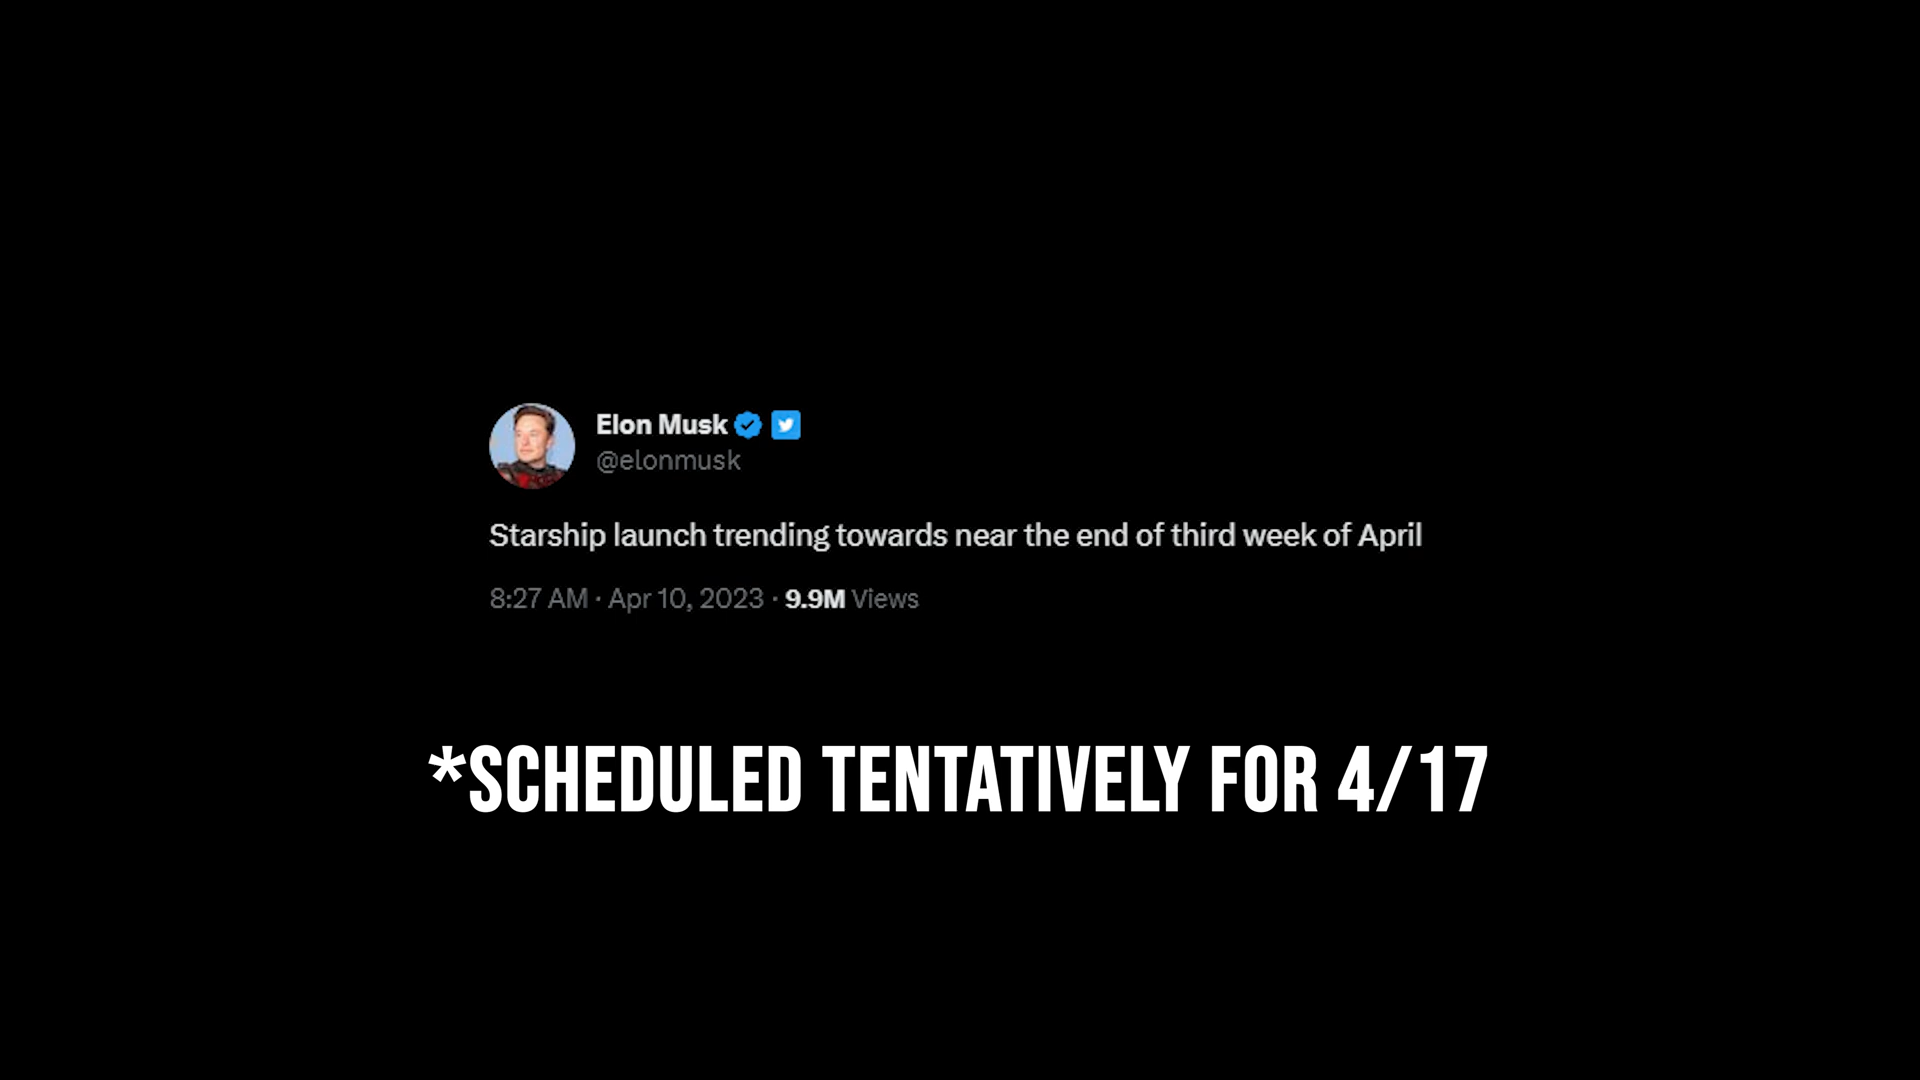 Elon Musk
@elonmusk
Starship launch trending towards near the end of third week of April
8:27 AM · Apr 10, 2023 · 9.9M Views
*SCHEDULED TENTATIVELY FOR 4/17